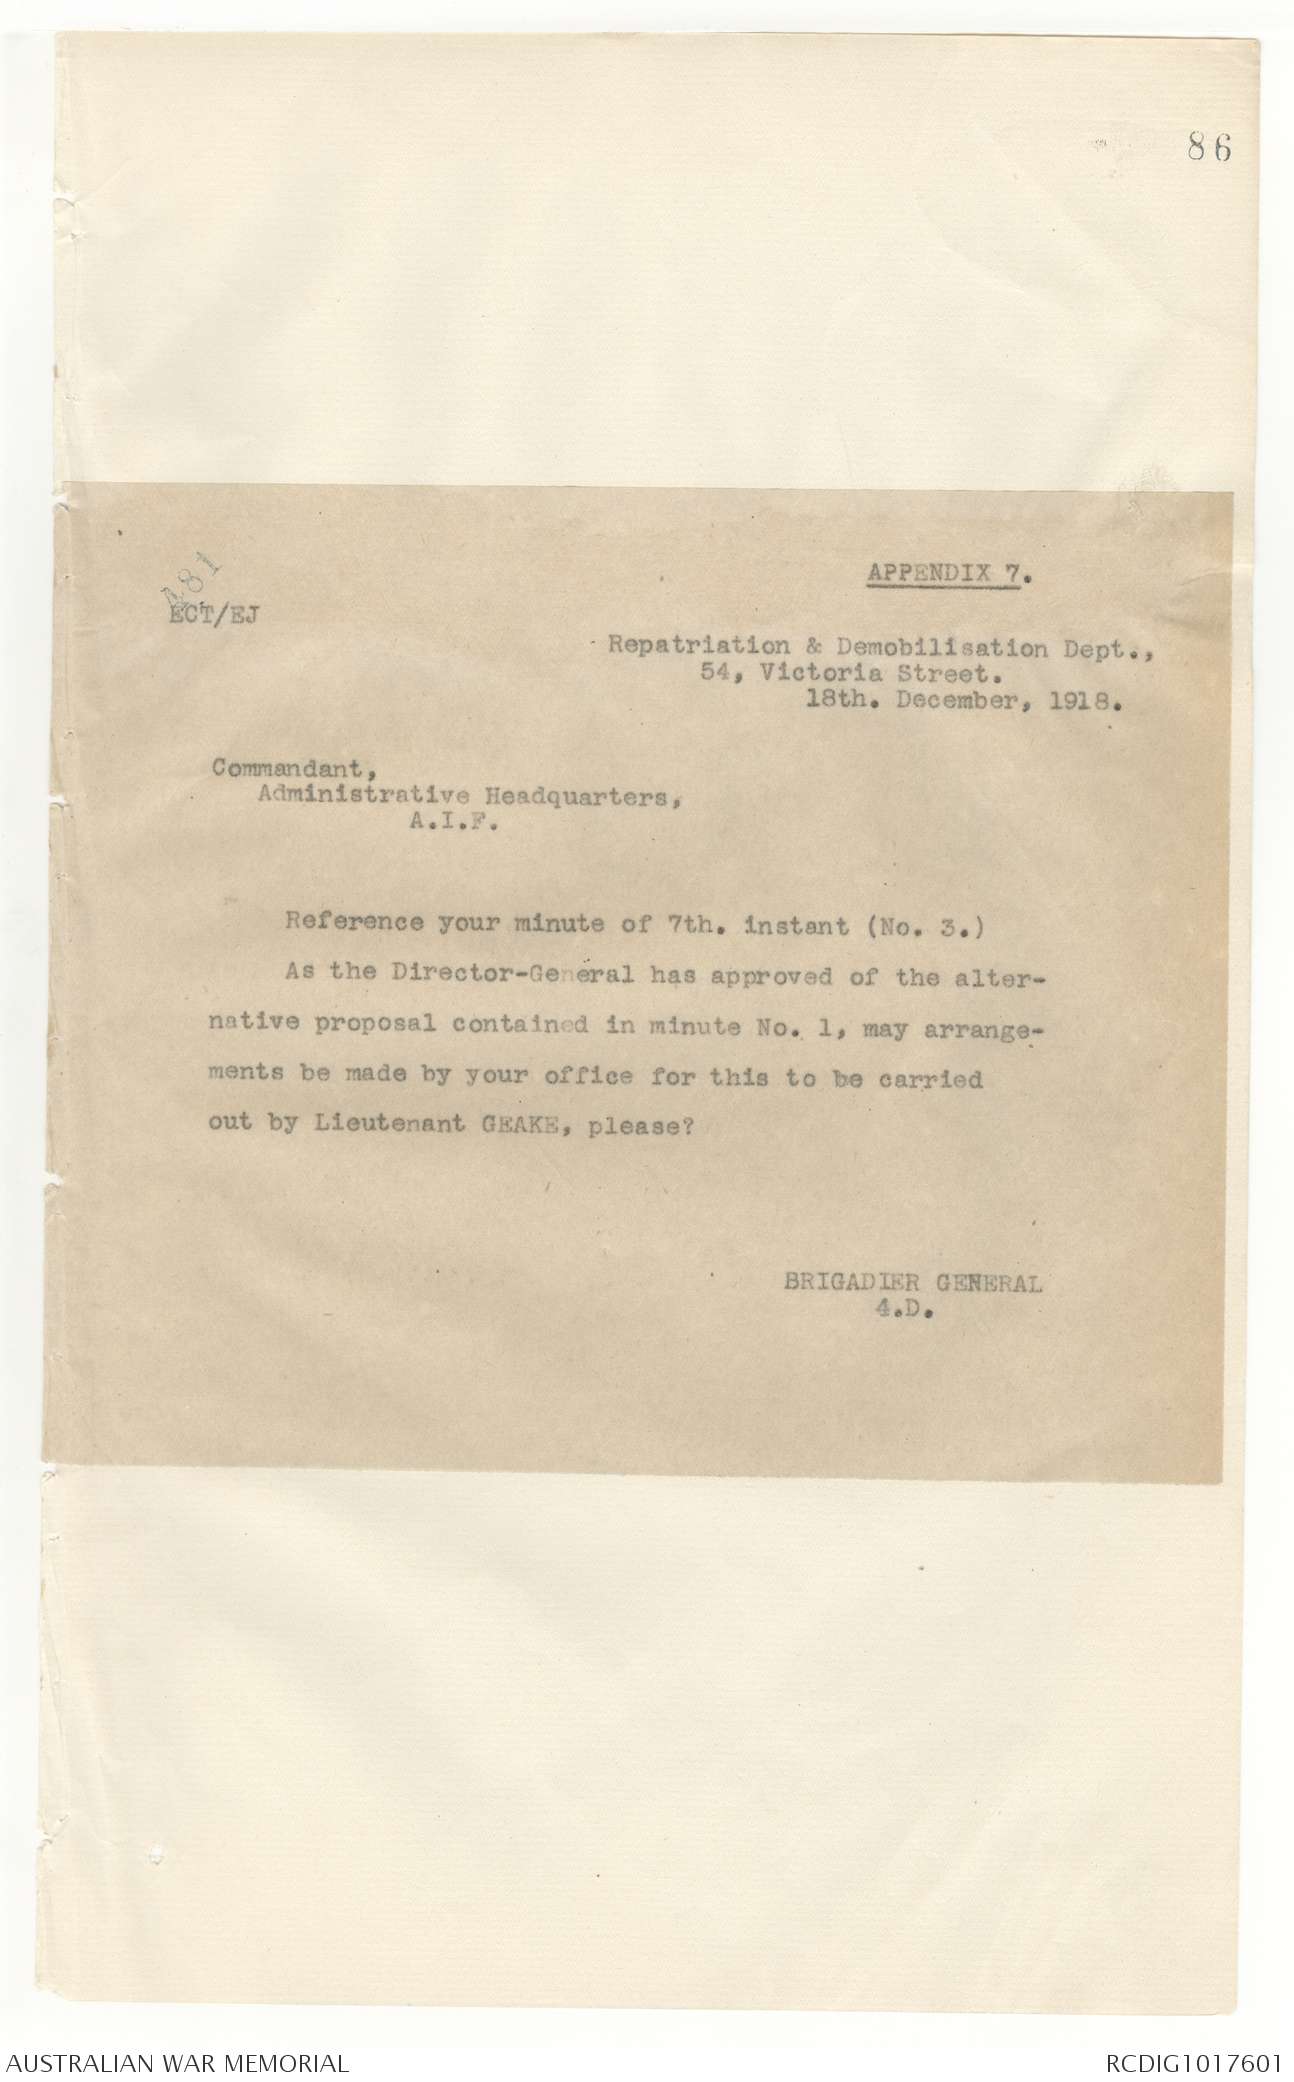 86
481
APPENDIX 7.
ECT/EJ
Repatriation & Demobilisation Dept.,
54, Victoria Street.
18th. December, 1918.
Commandant,
Administrative Headquarters,
A.I.F.
Reference your minute of 7th. instant (No. 3.)
As the Director-General has approved of the alter-
native proposal contained in minute No. 1, may arrange-
ments be made by your office for this to be carried
out by Lieutenant GEAKE, please?
BRIGADIER GENERAL
4.D.
AUSTRALIAN WAR MEMORIAL
RCDIG1017601